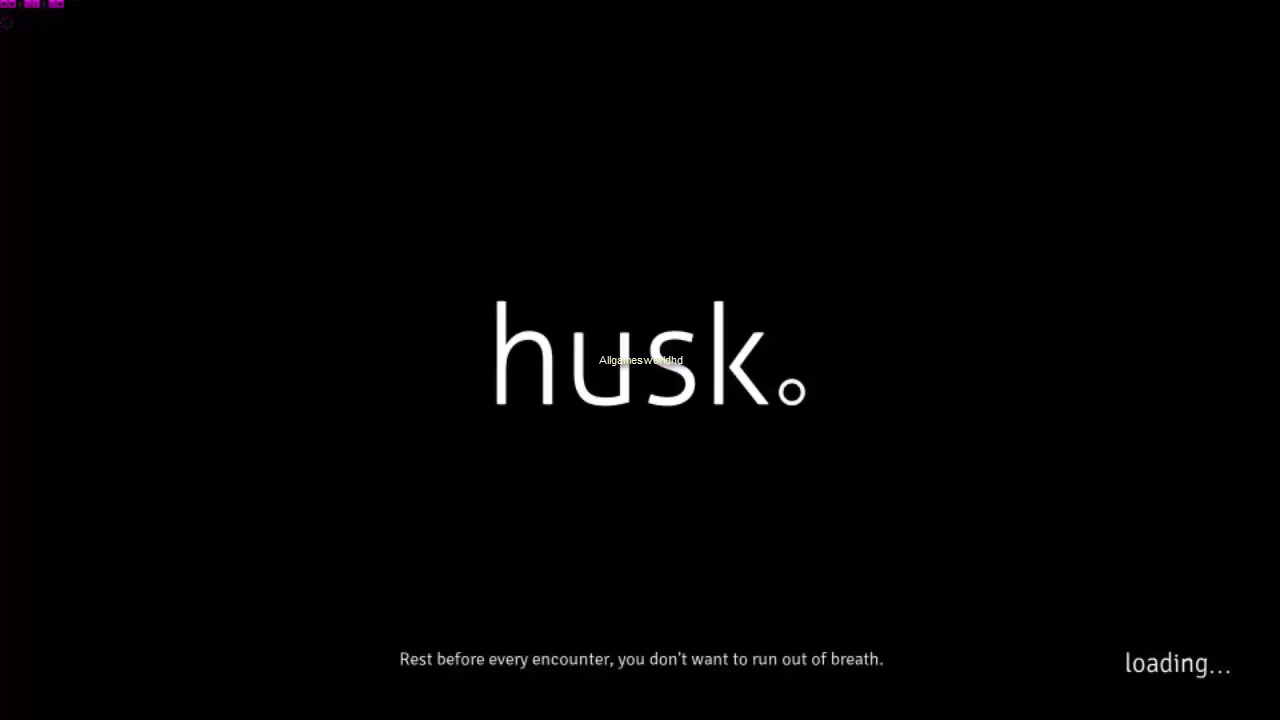 husk.
Allgamesworldhd
Rest before every encounter, you don't want to run out of breath.
loading...